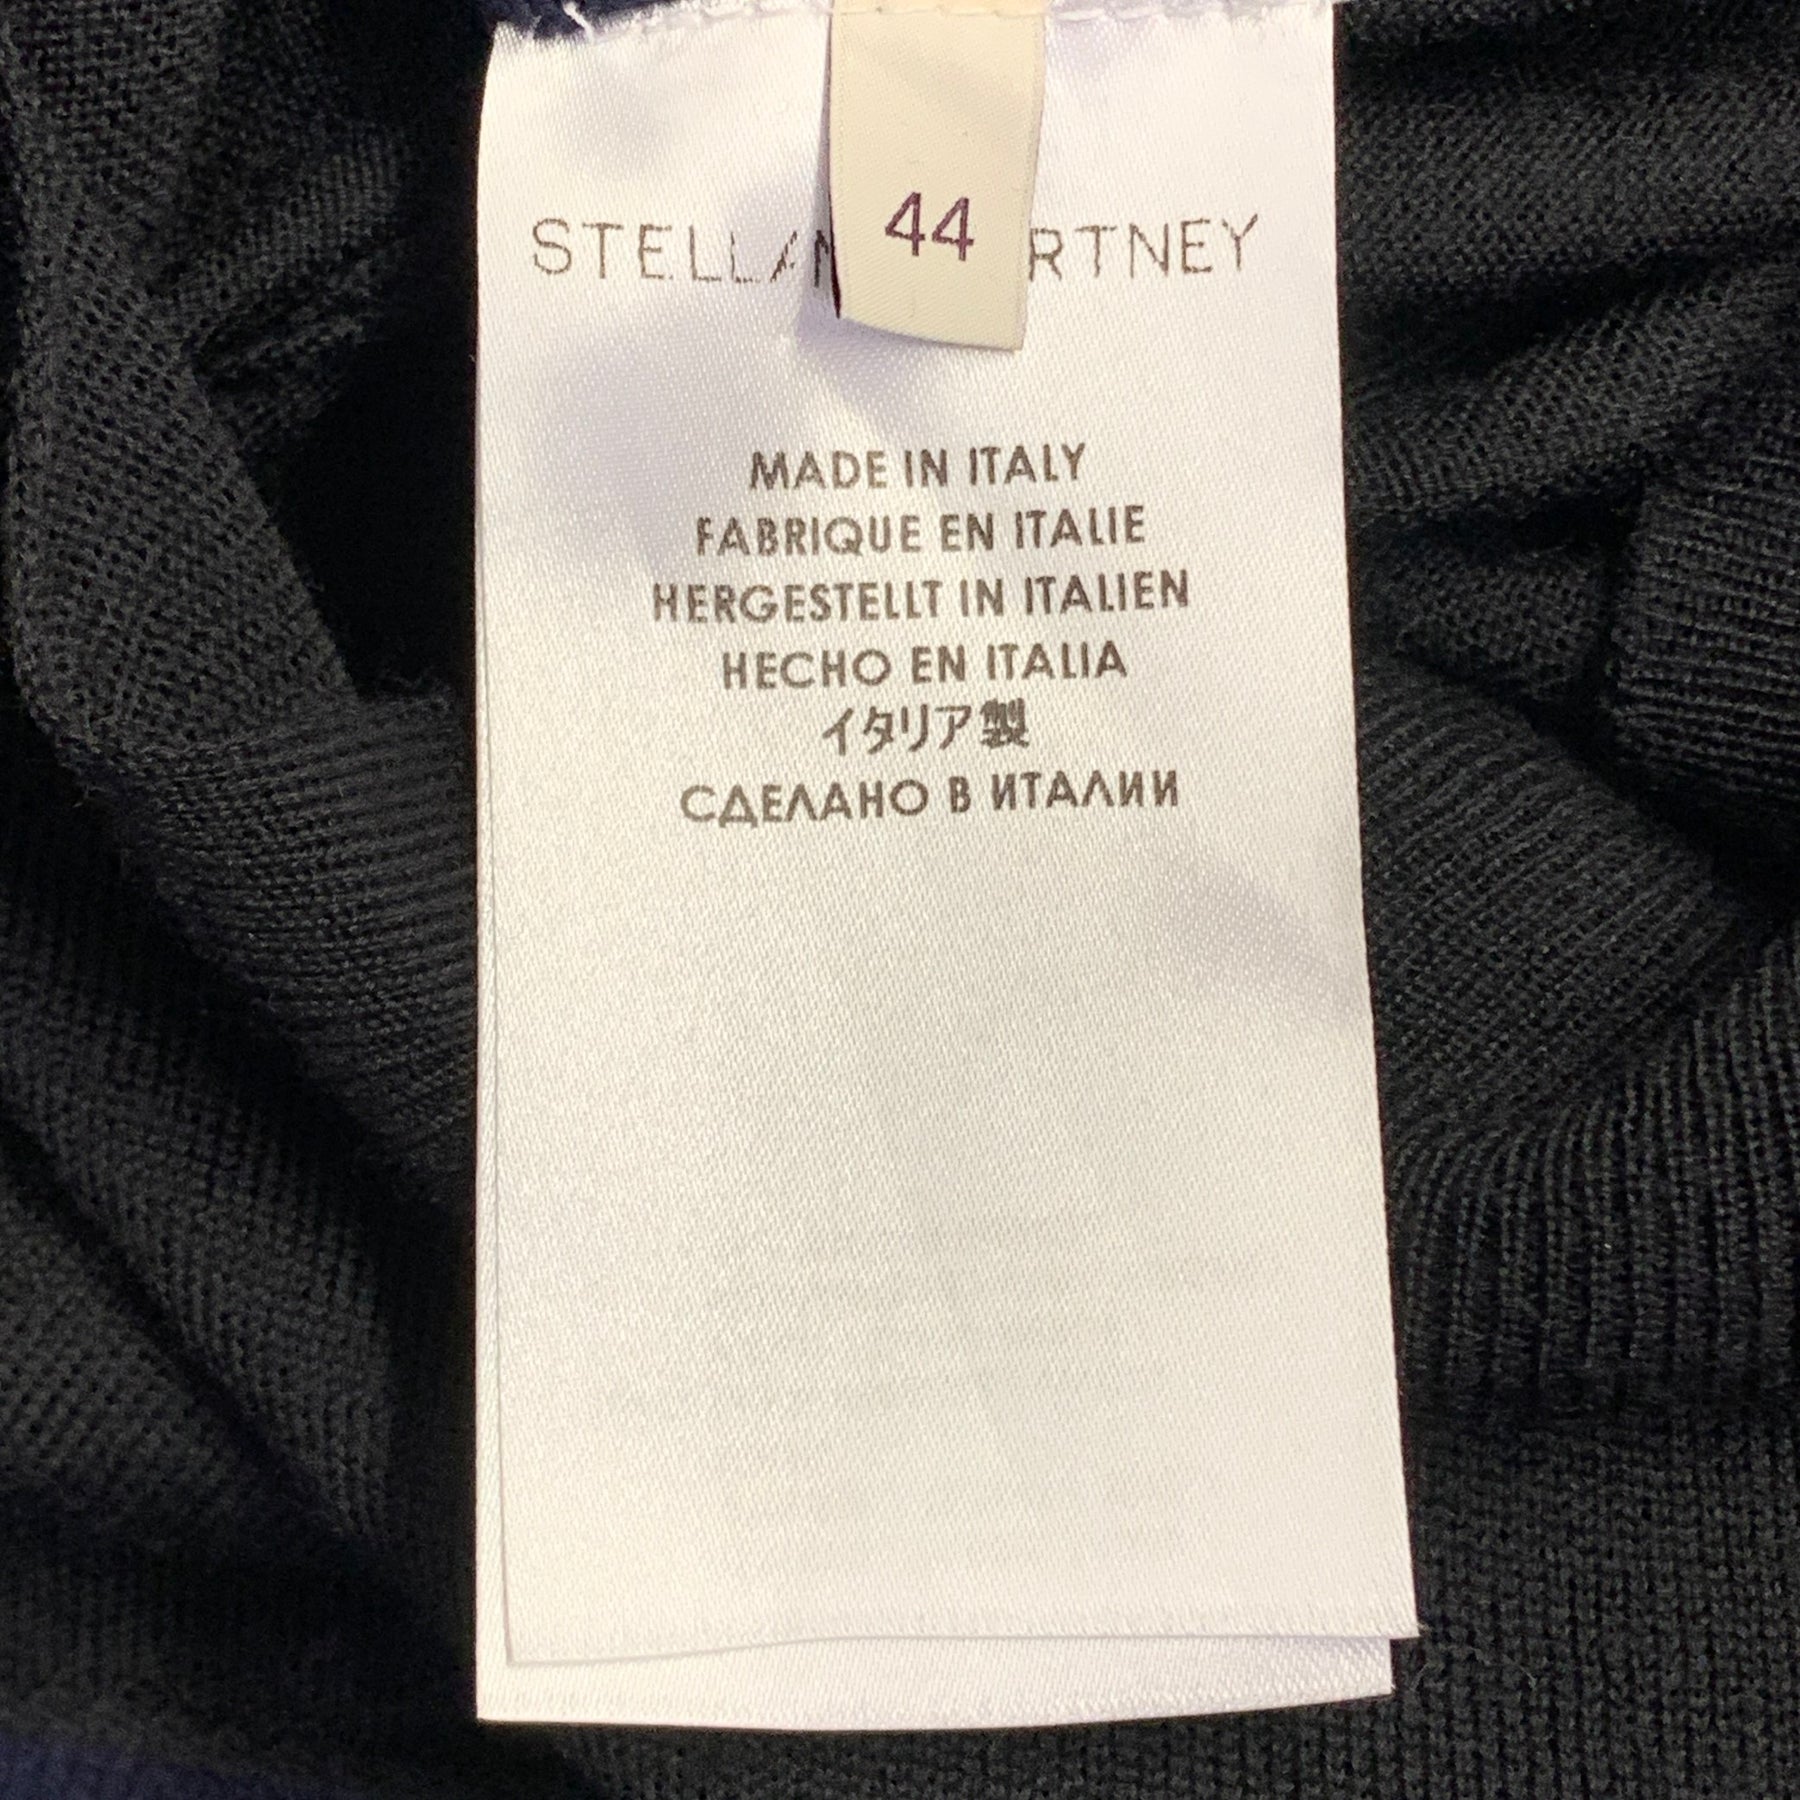 44
STELLA RTNEY
MADE IN ITALY
FABRIQUE EN ITALIE
HERGESTELLT IN ITALIEN
HECHO EN ITALIA
イタリア製
СДЕЛАНО В ИТАЛИИ